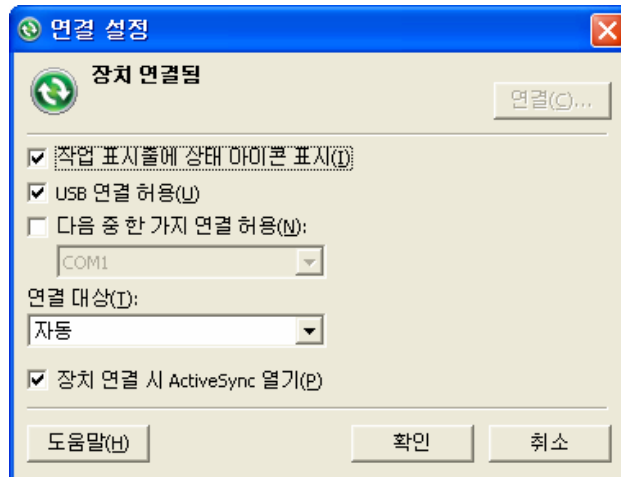 연결 설정
장치 연결됨
연결(C)...
작업 표시줄에 상태 아이콘 표시(I)
USB 연결 허용(U)
다음 중 한 가지 연결 허용(N):
COM1
연결 대상(T):
자동
장치 연결 시 ActiveSync 열기(P)
도움말(H) 확인 취소